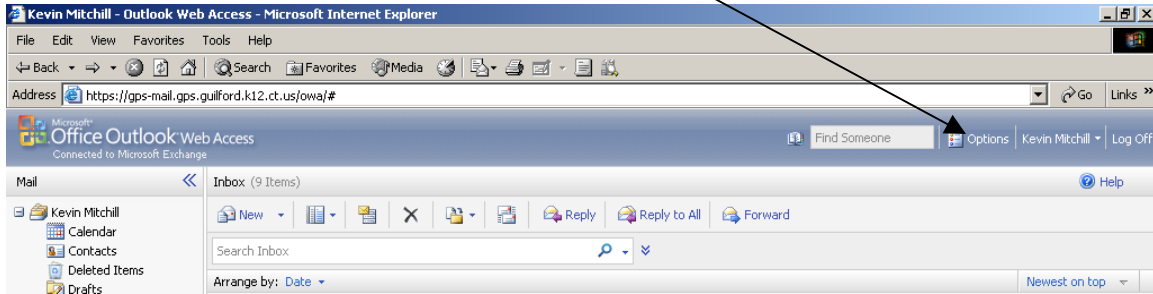 Kevin Mitchill - Outlook Web Access - Microsoft Internet Explorer
File Edit View Favorites Tools Help
Back Search Favorites Media
Address https://gps-mail.gps.guilford.k12.ct.us/owa/# Go Links »
Microsoft®
Office Outlook Web Access
Connected to Microsoft Exchange
Find Someone Options Kevin Mitchill Log Off
Mail Inbox (9 Items) Help
Kevin Mitchill New Reply Reply to All Forward
Calendar
Contacts Search Inbox
Deleted Items Arrange by: Date Newest on top
Drafts